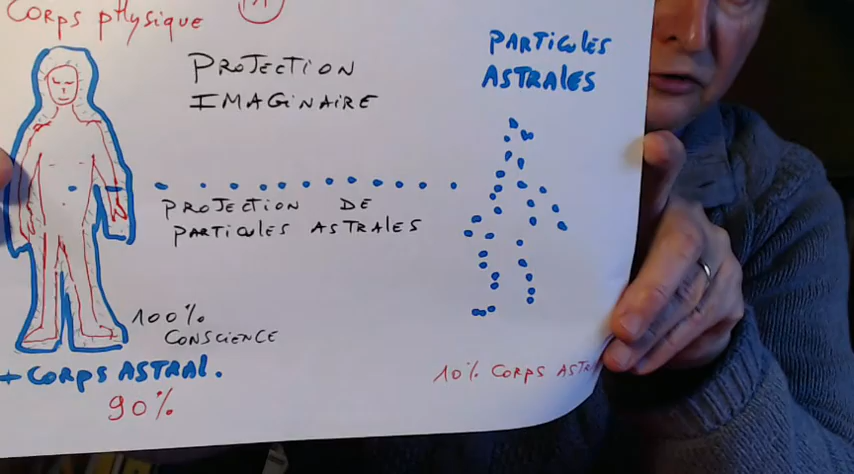 CORPS PHYSIQUE
PROJECTION
IMAGINAIRE
PARTICULES
ASTRALES
PROJECTION DE
PARTICULES ASTRALES
100%
CONSCIENCE
+ CORPS ASTRAL.
90%
10% CORPS